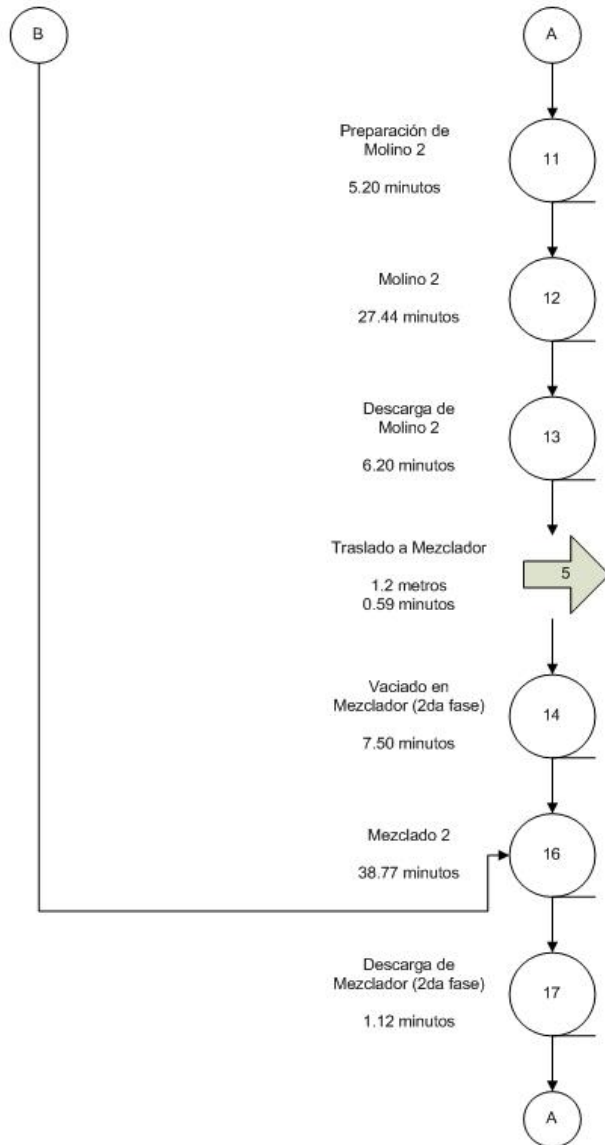 B
A
Preparación de
Molino 2
5.20 minutos
11
Molino 2
27.44 minutos
12
Descarga de
Molino 2
6.20 minutos
13
Traslado a Mezclador
1.2 metros
0.59 minutos
5
Vaciado en
Mezclador (2da fase)
7.50 minutos
14
Mezclado 2
38.77 minutos
16
Descarga de
Mezclador (2da fase)
1.12 minutos
17
A